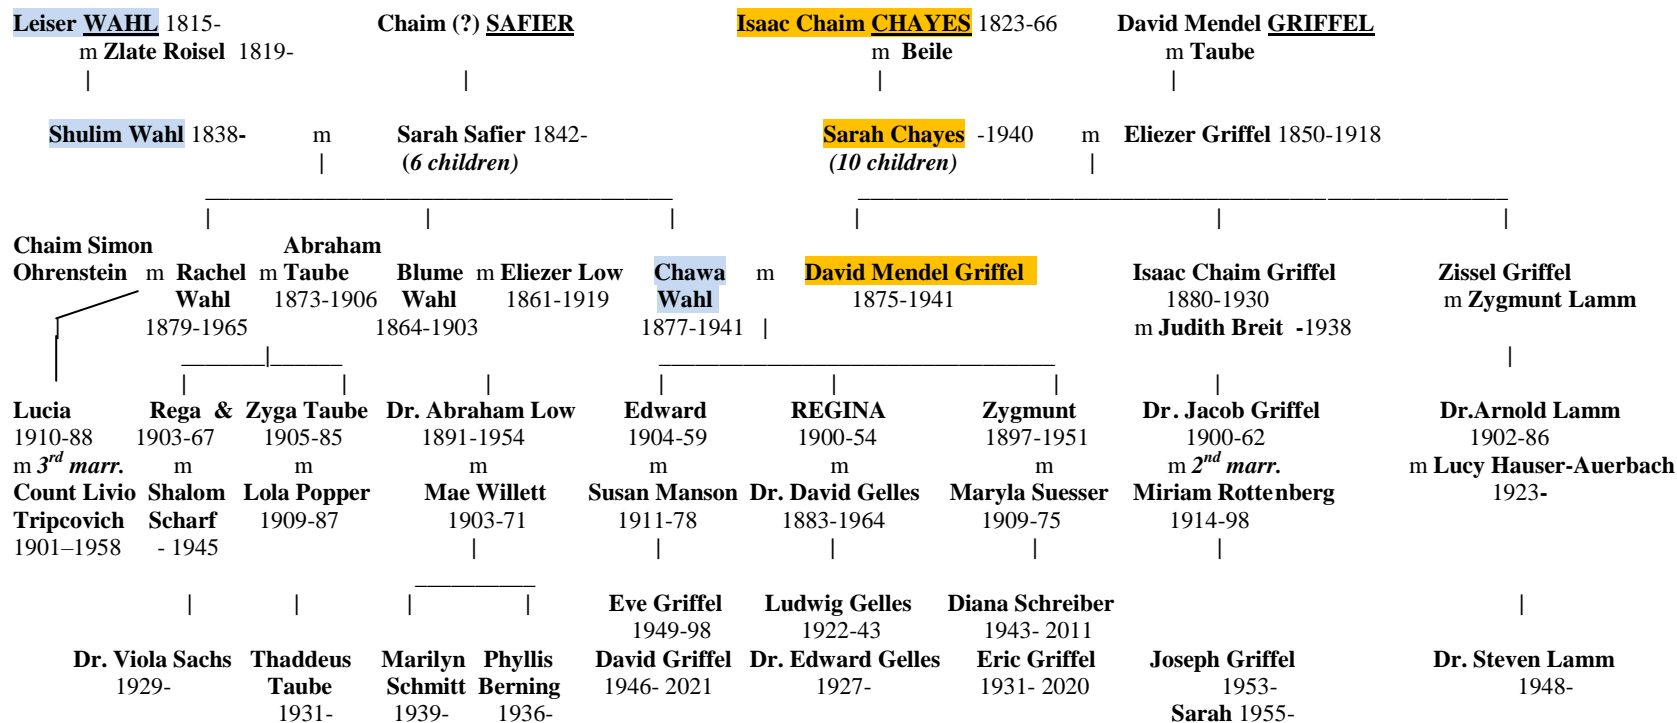 Leiser WAHL 1815- Chaim (?) SAFIER Isaac Chaim CHAYES 1823-66 David Mendel GRIFFEL
m Zlate Roisel 1819- m Beile m Taube
Shulim Wahl 1838- m Sarah Safier 1842- Sarah Chayes -1940 m Eliezer Griffel 1850-1918
(6 children) (10 children)
Chaim Simon Abraham
Ohrenstein m Rachel m Taube Blume m Eliezer Low Chawa m David Mendel Griffel Isaac Chaim Griffel Zissel Griffel
Wahl 1873-1906 Wahl 1861-1919 Wahl 1875-1941 1880-1930 m Zygmunt Lamm
1879-1965 1864-1903 1877-1941 m Judith Breit -1938
Lucia Rega & Zyga Taube Dr. Abraham Low Edward REGINA Zygmunt Dr. Jacob Griffel Dr.Arnold Lamm
1910-88 1903-67 1905-85 1891-1954 1904-59 1900-54 1897-1951 1900-62 1902-86
m 3rd marr. m m m m m m m 2nd marr. m Lucy Hauser-Auerbach
Count Livio Shalom Lola Popper Mae Willett Susan Manson Dr. David Gelles Maryla Suesser Miriam Rottenberg 1923-
Tripcovich Scharf 1909-87 1903-71 1911-78 1883-1964 1909-75 1914-98
1901–1958 - 1945
Eve Griffel Ludwig Gelles Diana Schreiber
1949-98 1922-43 1943- 2011
Dr. Viola Sachs Thaddeus Marilyn Phyllis David Griffel Dr. Edward Gelles Eric Griffel Joseph Griffel Dr. Steven Lamm
1929- Taube Schmitt Berning 1946- 2021 1927- 1931- 2020 1953- 1948-
1931- 1939- 1936- Sarah 1955-